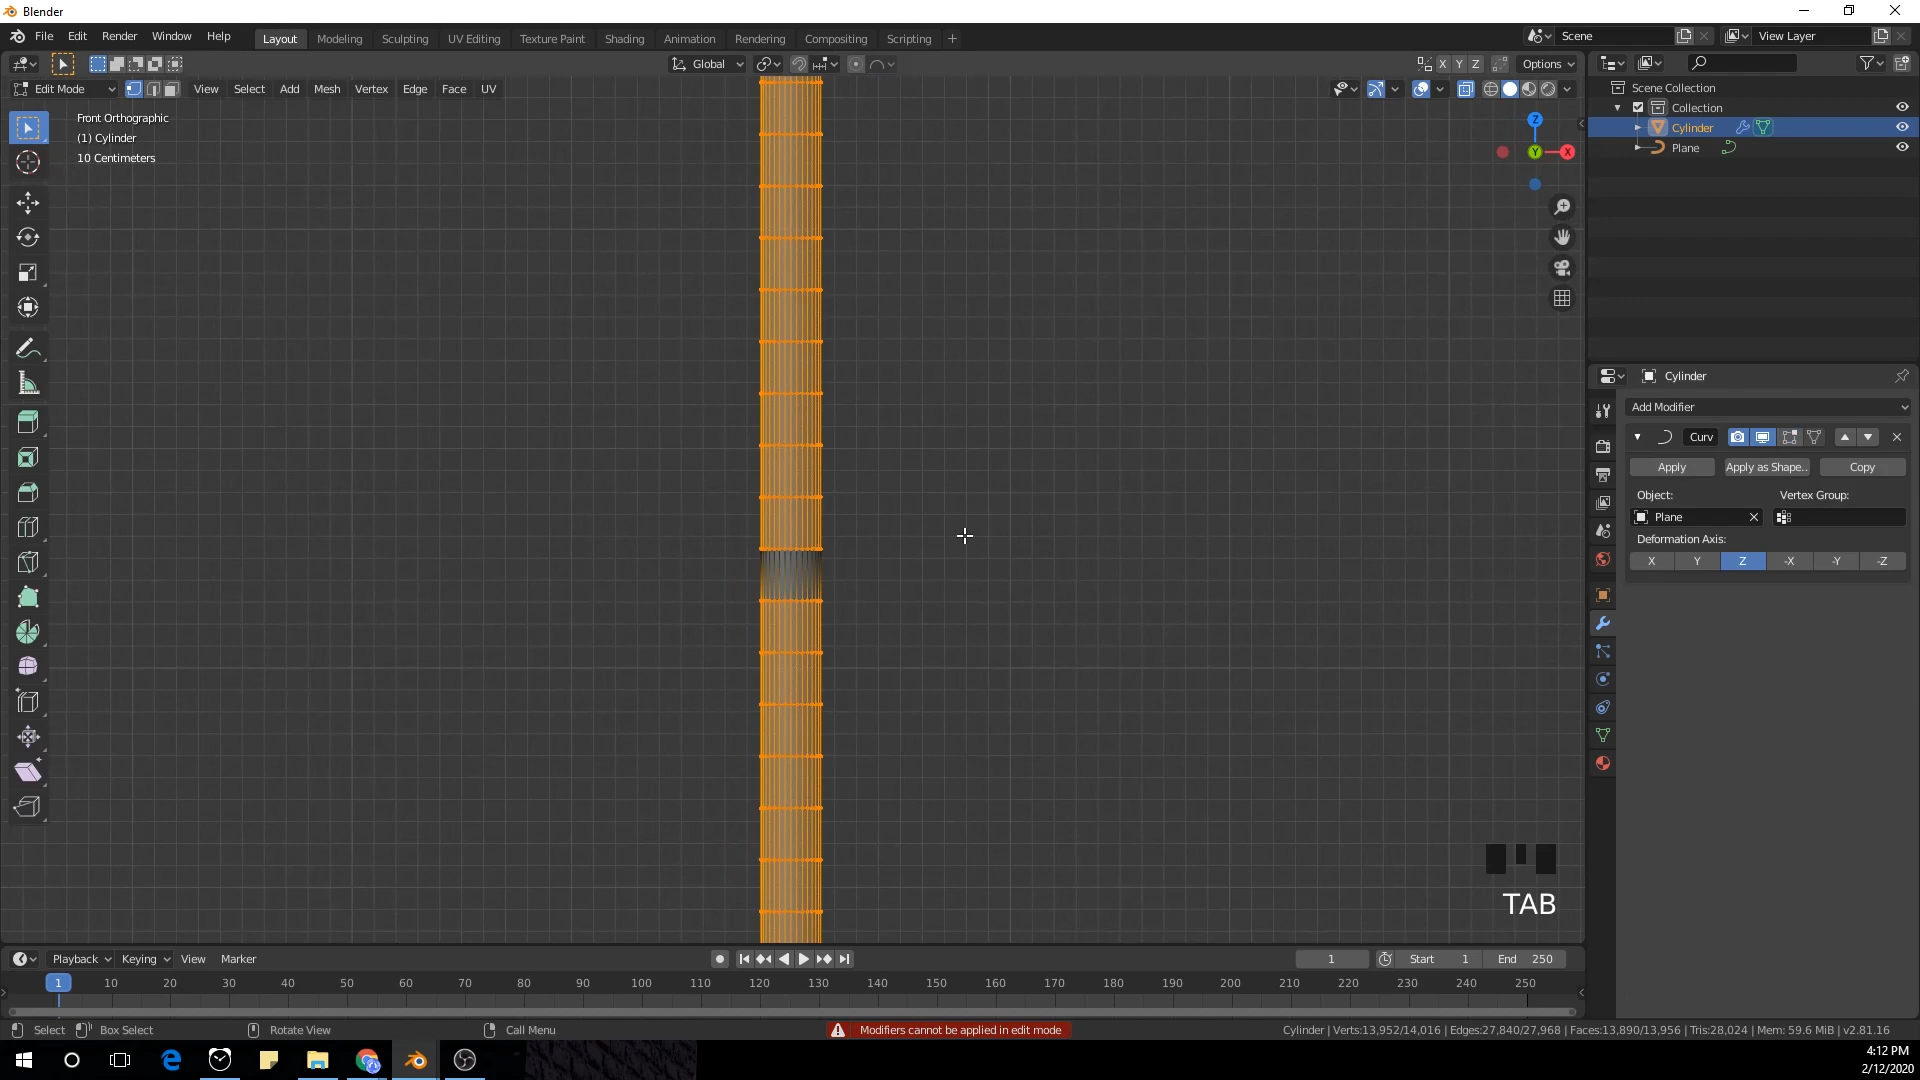 Blender
File Edit Render Window Help
Layout Modeling Sculpting UV Editing Texture Paint Shading Animation Rendering Compositing Scripting +
Scene
View Layer
Global
X Y Z
Options
Edit Mode
View Select Add Mesh Vertex Edge Face UV
Front Orthographic
(1) Cylinder
10 Centimeters
Z
Y
X
Scene Collection
Collection
Cylinder
Plane
Cylinder
Add Modifier
Curv
Apply
Apply as Shape..
Copy
Object:
Vertex Group:
Plane
Deformation Axis:
X Y Z -X -Y -Z
TAB
Playback Keying View Marker
1
Start 1
End 250
1 10 20 30 40 50 60 70 80 90 100 110 120 130 140 150 160 170 180 190 200 210 220 230 240 250
Select
Box Select
Rotate View
Call Menu
Modifiers cannot be applied in edit mode
Cylinder | Verts:13,952/14,016 | Edges:27,840/27,968 | Faces:13,890/13,956 | Tris:28,024 | Mem: 59.6 MiB | v2.81.16
4:12 PM
2/12/2020